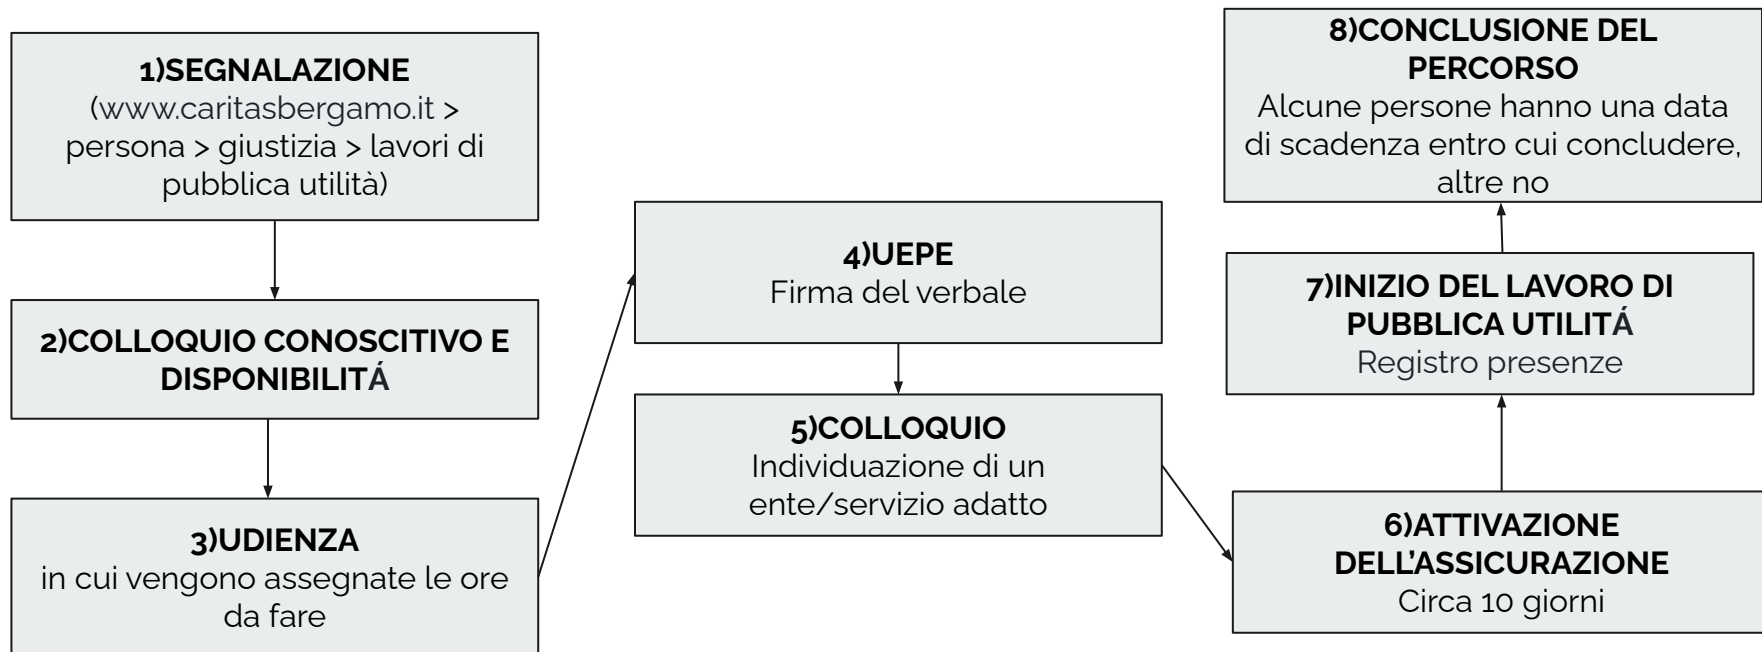 1)SEGNALAZIONE
(www.caritasbergamo.it >
persona > giustizia > lavori di
pubblica utilità)
2)COLLOQUIO CONOSCITIVO E
DISPONIBILITÁ
3)UDIENZA
in cui vengono assegnate le ore
da fare
4)UEPE
Firma del verbale
5)COLLOQUIO
Individuazione di un
ente/servizio adatto
6)ATTIVAZIONE
DELL'ASSICURAZIONE
Circa 10 giorni
7)INIZIO DEL LAVORO DI
PUBBLICA UTILITÁ
Registro presenze
8)CONCLUSIONE DEL
PERCORSO
Alcune persone hanno una data
di scadenza entro cui concludere,
altre no